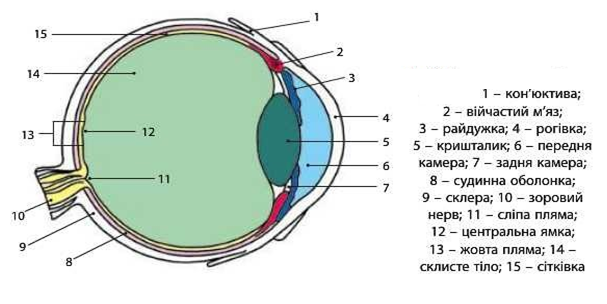 1
15
2
14
3
4
13
12
5
6
11
7
10
9
8
1 – кон'юктива;
2 – війчастий м'яз;
3 – райдужка; 4 – рогівка;
5 – кришталик; 6 – передня
камера; 7 – задня камера;
8 – судинна оболонка;
9 – склера; 10 – зоровий
нерв; 11 – сліпа пляма;
12 – центральна ямка;
13 – жовта пляма; 14 –
склисте тіло; 15 – сітківка